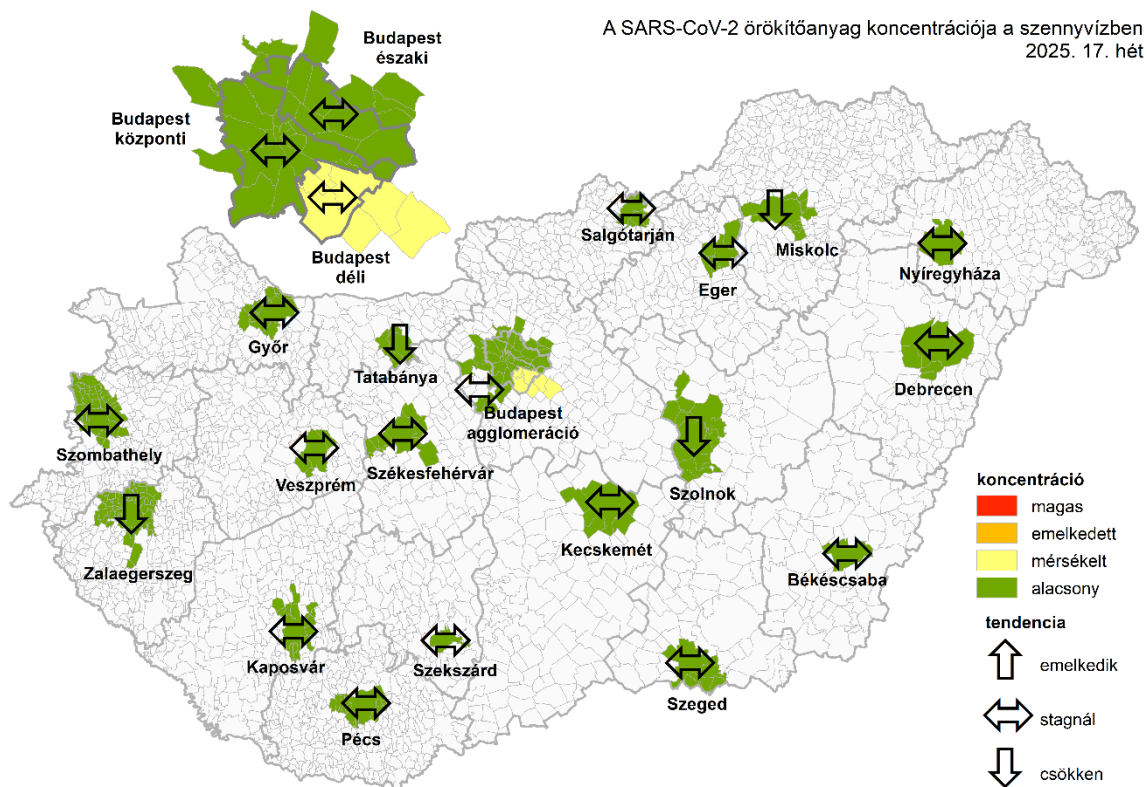 A SARS-CoV-2 örökítőanyag koncentrációja a szennyvízben
2025. 17. hét
Budapest
északi
Budapest
központi
Budapest
déli
Salgótarján
Miskolc
Eger
Nyíregyháza
Győr
Tatabánya
Debrecen
Budapest
agglomeráció
Szombathely
Székesfehérvár
Veszprém
Szolnok
Kecskemét
Zalaegerszeg
Békéscsaba
Kaposvár
Szekszárd
Szeged
Pécs
koncentráció
magas
emelkedett
mérsékelt
alacsony
tendencia
emelkedik
stagnál
csökken